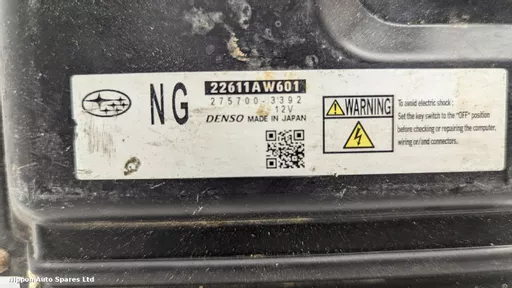 NG
22611AW601
275700-3392
12V
DENSO MADE IN JAPAN
WARNING
To avoid electric shock ;
Set the key switch to the "OFF" position
before checking or repairing the computer,
wiring or/and connectors.
Nippon Auto Spares Ltd